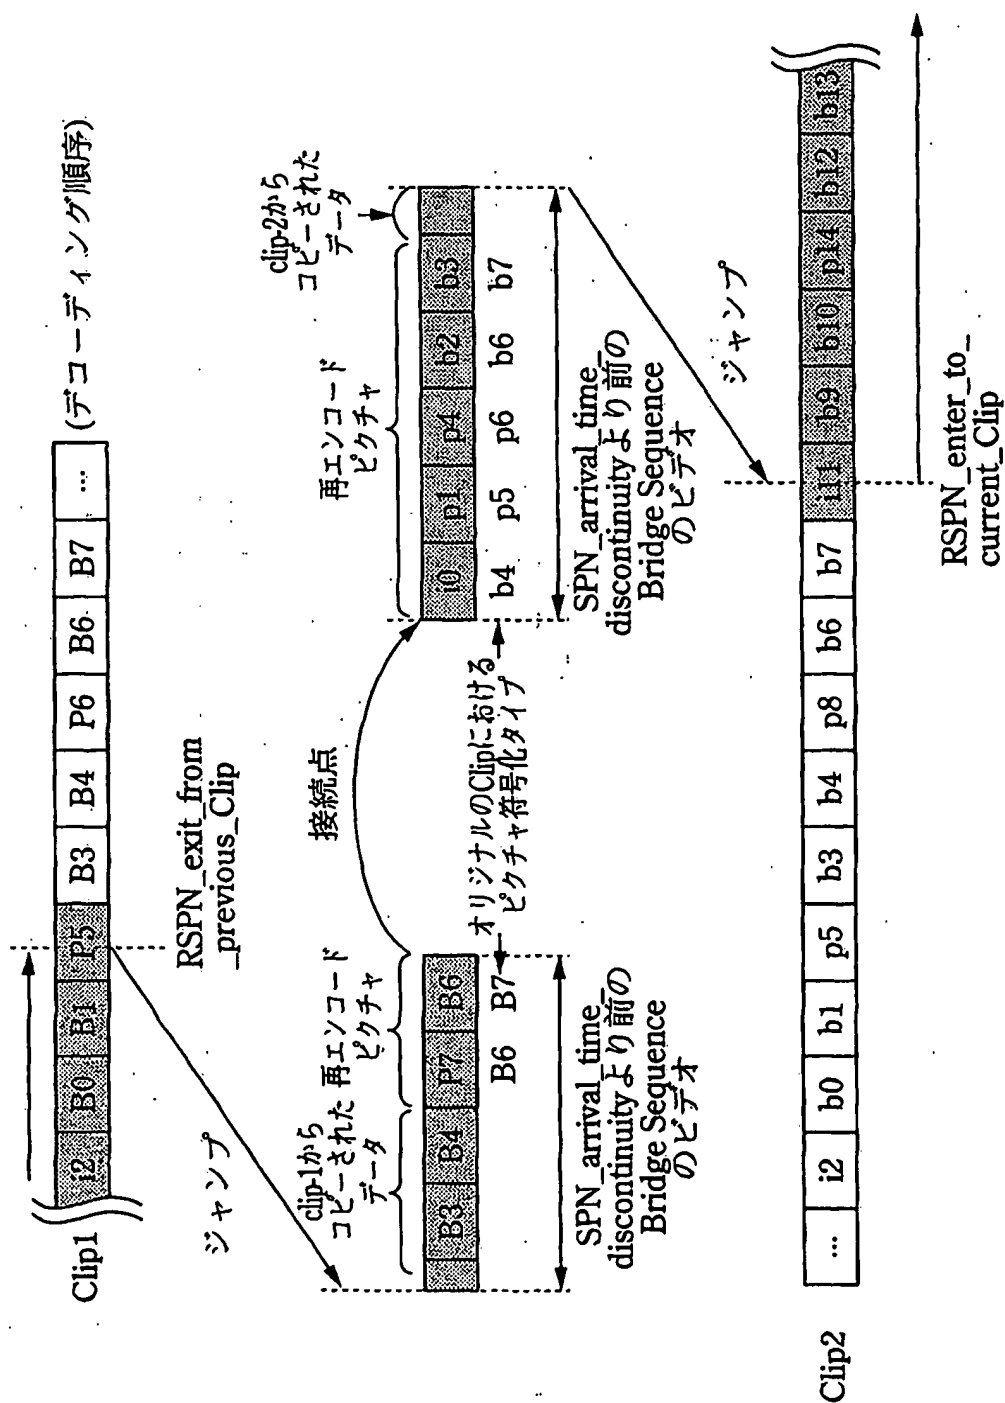 Clip1
i2 B0 B1 P5 B3 B4 P6 B6 B7 ...
(デコーディング順序)
RSPN_exit_from
_previous_Clip
ジャンプ
clip-1から
コピーされた
データ
再エンコード
ピクチャ
接続点
再エンコード
ピクチャ
clip-2から
コピーされた
データ
B3 B4 P7 B6
B6 B7
オリジナルのClipにおける
ピクチャ符号化タイプ
i0 p1 p4 b2 b3
b4 p5 p6 b6 b7
SPN_arrival_time_
discontinuityより前の
Bridge Sequence
のビデオ
SPN_arrival_time_
discontinuityより前の
Bridge Sequence
のビデオ
ジャンプ
Clip2
... i2 b0 b1 p5 b3 b4 p8 b6 b7 i11 b9 b10 p14 b12 b13
RSPN_enter_to_
current_Clip